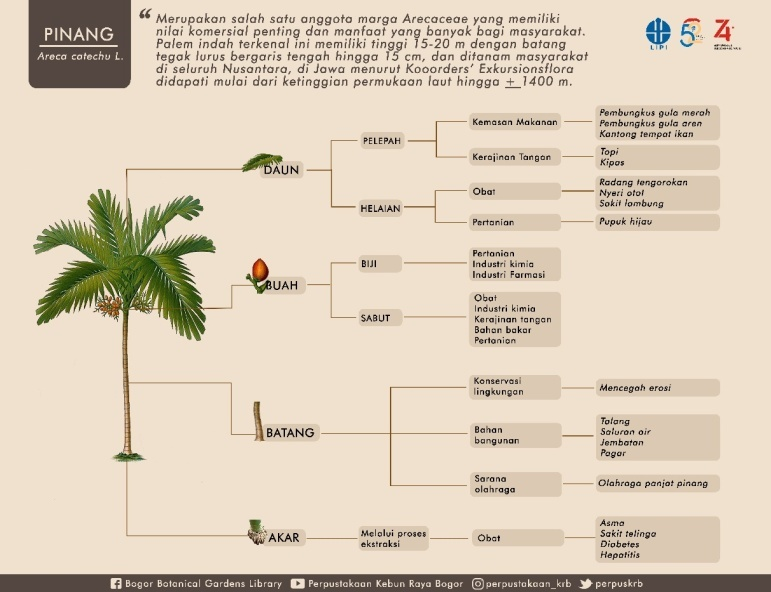 PINANG
Areca catechu L.
“ Merupakan salah satu anggota marga Arecaceae yang memiliki
nilai komersial penting dan manfaat yang banyak bagi masyarakat.
Palem indah terkenal ini memiliki tinggi 15-20 m dengan batang
tegak lurus bergaris tengah hingga 15 cm, dan ditanam masyarakat
di seluruh Nusantara, di Jawa menurut Kooorders’ Exkursionsflora
didapati mulai dari ketinggian permukaan laut hingga ± 1400 m.
LIPI
DAUN
PELEPAH
Kemasan Makanan
Pembungkus gula merah
Pembungkus gula aren
Kantong tempat ikan
Kerajinan Tangan
Topi
Kipas
HELAIAN
Obat
Radang tengorokan
Nyeri otot
Sakit lambung
Pertanian
Pupuk hijau
BUAH
BIJI
Pertanian
Industri kimia
Industri Farmasi
SABUT
Obat
Industri kimia
Kerajinan tangan
Bahan bakar
Pertanian
BATANG
Konservasi
lingkungan
Mencegah erosi
Bahan
bangunan
Talang
Saluran air
Jembatan
Pagar
Sarana
olahraga
Olahraga panjat pinang
AKAR
Melalui proses
ekstraksi
Obat
Asma
Sakit telinga
Diabetes
Hepatitis
Bogor Botanical Gardens Library
Perpustakaan Kebun Raya Bogor
perpustakaan_krb
perpuskrb